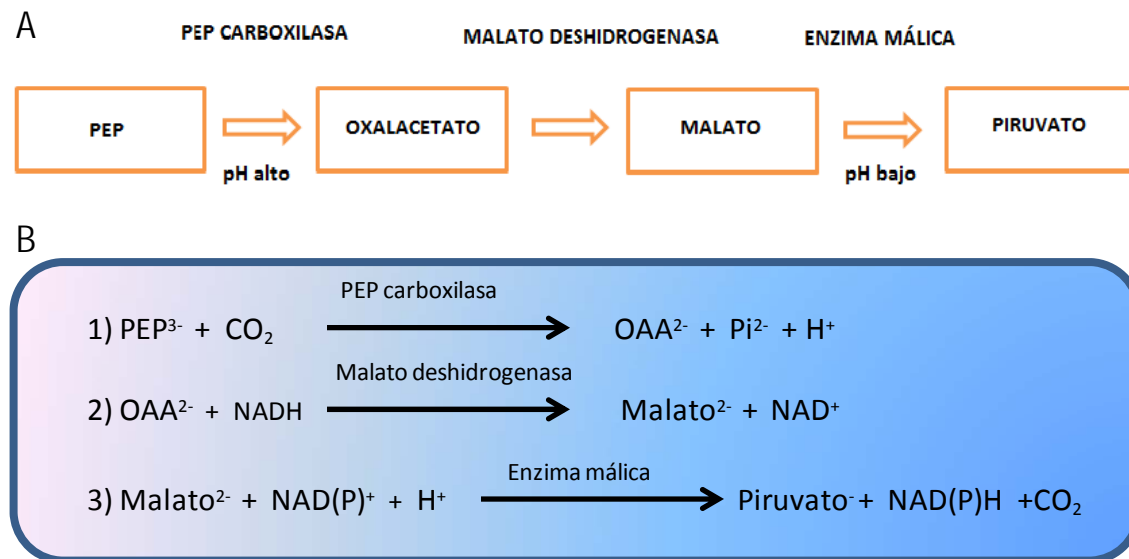 A
PEP CARBOXILASA MALATO DESHIDROGENASA ENZIMA MÁLICA
PEP OXALACETATO MALATO PIRUVATO
pH alto pH bajo
B
PEP carboxilasa
1) PEP³⁻ + CO₂ OAA²⁻ + Pi²⁻ + H⁺
Malato deshidrogenasa
2) OAA²⁻ + NADH Malato²⁻ + NAD⁺
Enzima málica
3) Malato²⁻ + NAD(P)⁺ + H⁺ Piruvato⁻ + NAD(P)H +CO₂